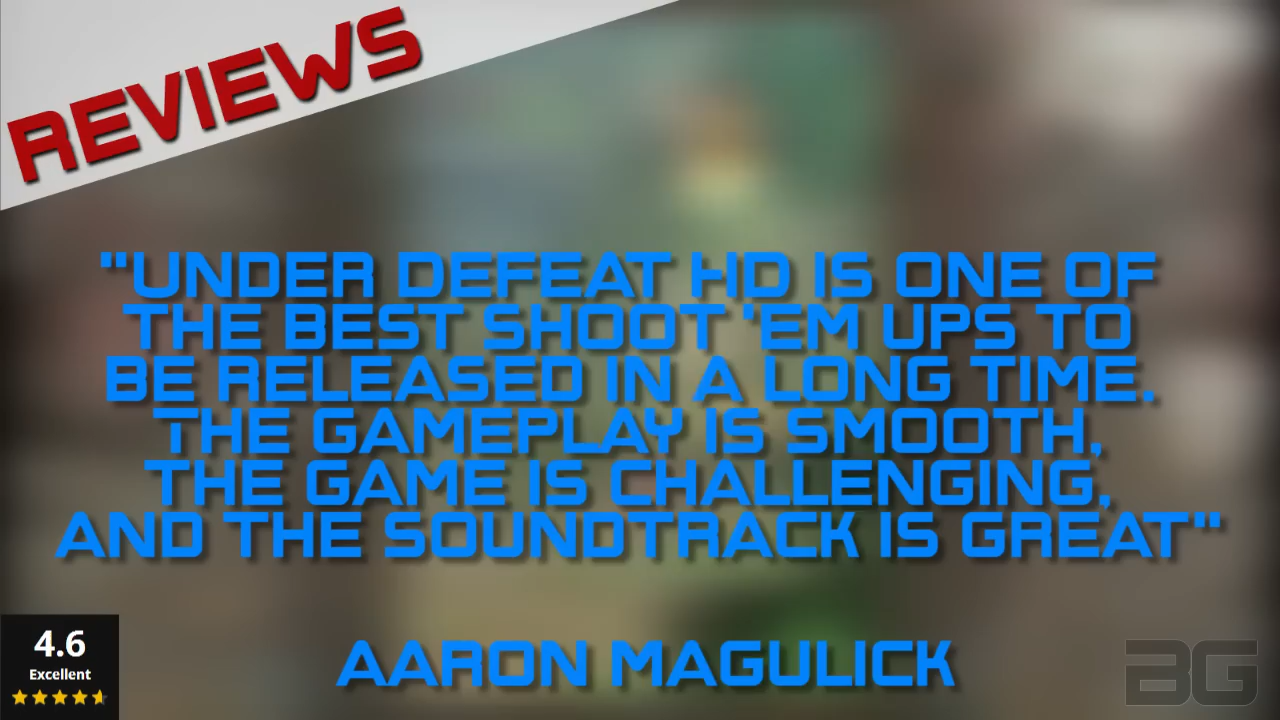 REVIEWS
"UNDER DEFEAT HD IS ONE OF
THE BEST SHOOT 'EM UPS TO
BE RELEASED IN A LONG TIME.
THE GAMEPLAY IS SMOOTH,
THE GAME IS CHALLENGING,
AND THE SOUNDTRACK IS GREAT"
AARON MAGULICK
4.6
Excellent
BG